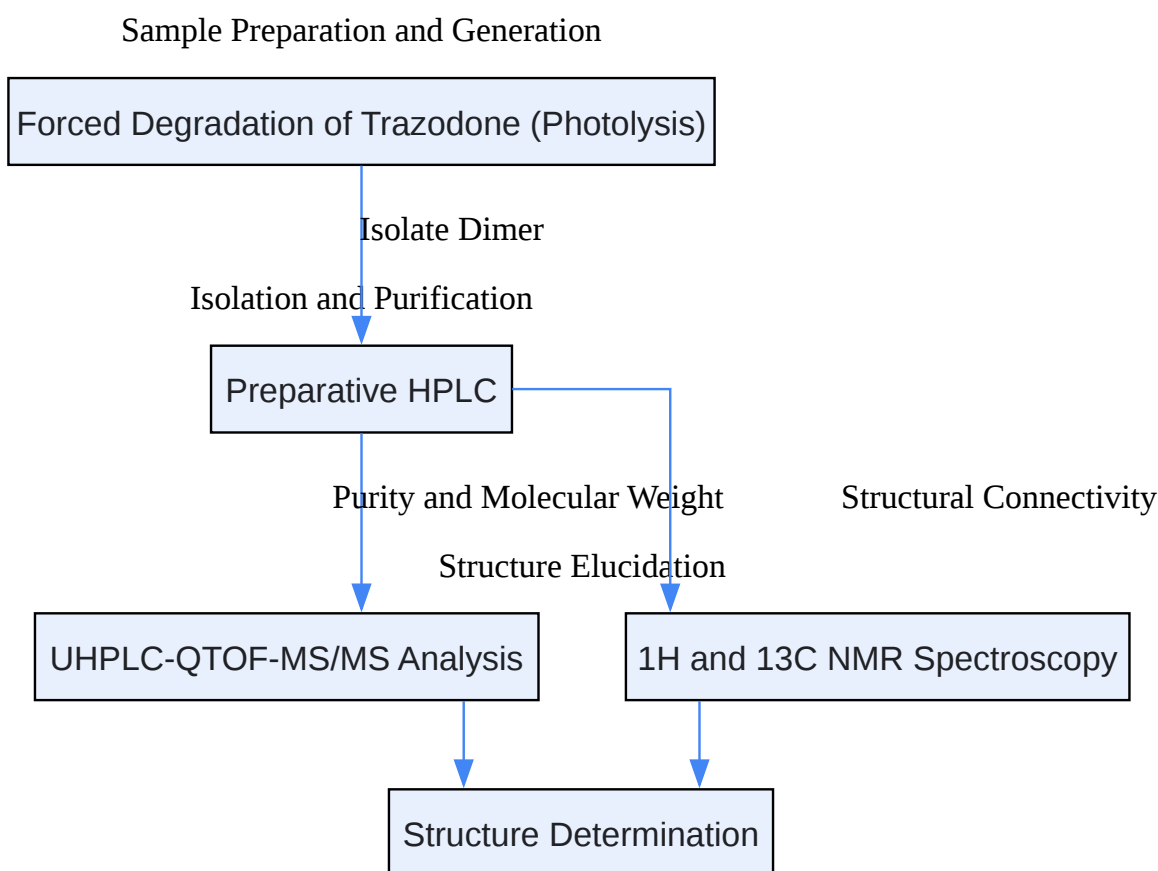 Sample Preparation and Generation
Forced Degradation of Trazodone (Photolysis)
Isolate Dimer
Isolation and Purification
Preparative HPLC
Purity and Molecular Weight
Structural Connectivity
Structure Elucidation
UHPLC-QTOF-MS/MS Analysis
1H and 13C NMR Spectroscopy
Structure Determination